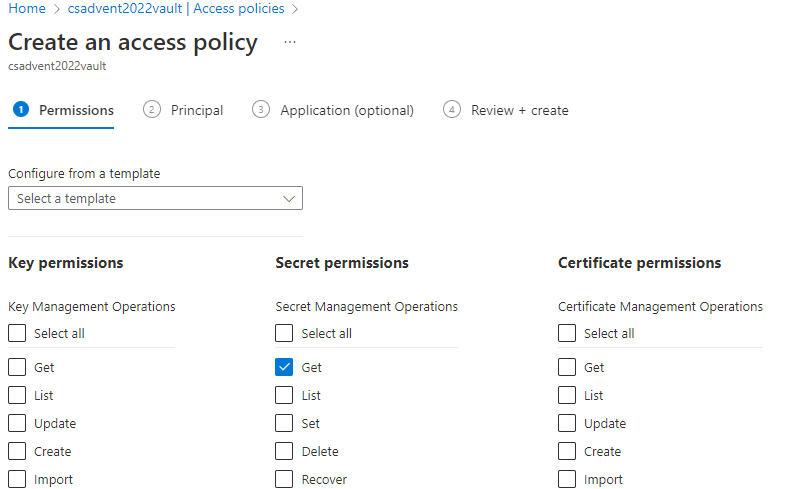 Home > csadvent2022vault | Access policies >
Create an access policy ...
csadvent2022vault
1 Permissions 2 Principal 3 Application (optional) 4 Review + create
Configure from a template
Select a template
Key permissions
Key Management Operations
Select all
Get
List
Update
Create
Import
Secret permissions
Secret Management Operations
Select all
Get
List
Set
Delete
Recover
Certificate permissions
Certificate Management Operations
Select all
Get
List
Update
Create
Import